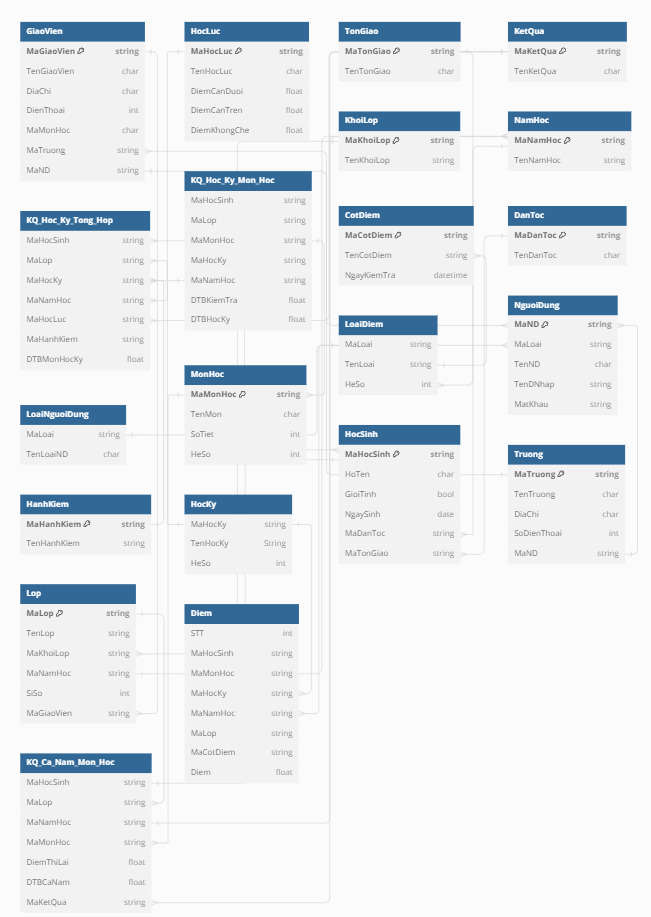 GiaoVien
MaGiaoVien string
TenGiaoVien char
DiaChi char
DienThoai int
MaMonHoc char
MaTruong string
MaND string
KQ_Hoc_Ky_Tong_Hop
MaHocSinh string
MaLop string
MaHocKy string
MaNamHoc string
MaHocLuc string
MaHanhKiem string
DTBMonHocKy float
LoaiNguoiDung
MaLoai string
TenLoaiND char
HanhKiem
MaHanhKiem string
TenHanhKiem string
Lop
MaLop string
TenLop string
MaKhoiLop string
MaNamHoc string
SiSo int
MaGiaoVien string
KQ_Ca_Nam_Mon_Hoc
MaHocSinh string
MaLop string
MaNamHoc string
MaMonHoc string
DiemThiLai float
DTBCaNam float
MaKetQua string
HocLuc
MaHocLuc string
TenHocLuc char
DiemCanDuoi float
DiemCanTren float
DiemKhongChe float
KQ_Hoc_Ky_Mon_Hoc
MaHocSinh string
MaLop string
MaMonHoc string
MaHocKy string
MaNamHoc string
DTBKiemTra float
DTBHocKy float
MonHoc
MaMonHoc string
TenMon char
SoTiet int
HeSo int
HocKy
MaHocKy string
TenHocKy String
HeSo int
Diem
STT int
MaHocSinh string
MaMonHoc string
MaHocKy string
MaNamHoc string
MaLop string
MaCotDiem string
Diem float
TonGiao
MaTonGiao string
TenTonGiao char
KhoiLop
MaKhoiLop string
TenKhoiLop string
CotDiem
MaCotDiem string
TenCotDiem string
NgayKiemTra datetime
LoaiDiem
MaLoai string
TenLoai string
HeSo int
HocSinh
MaHocSinh string
HoTen char
GioiTinh bool
NgaySinh date
MaDanToc string
MaTonGiao string
KetQua
MaKetQua string
TenKetQua char
NamHoc
MaNamHoc string
TenNamHoc string
DanToc
MaDanToc string
TenDanToc char
NguoiDung
MaND string
MaLoai string
TenND char
TenDNhap string
MatKhau string
Truong
MaTruong string
TenTruong char
DiaChi char
SoDienThoai int
MaND string